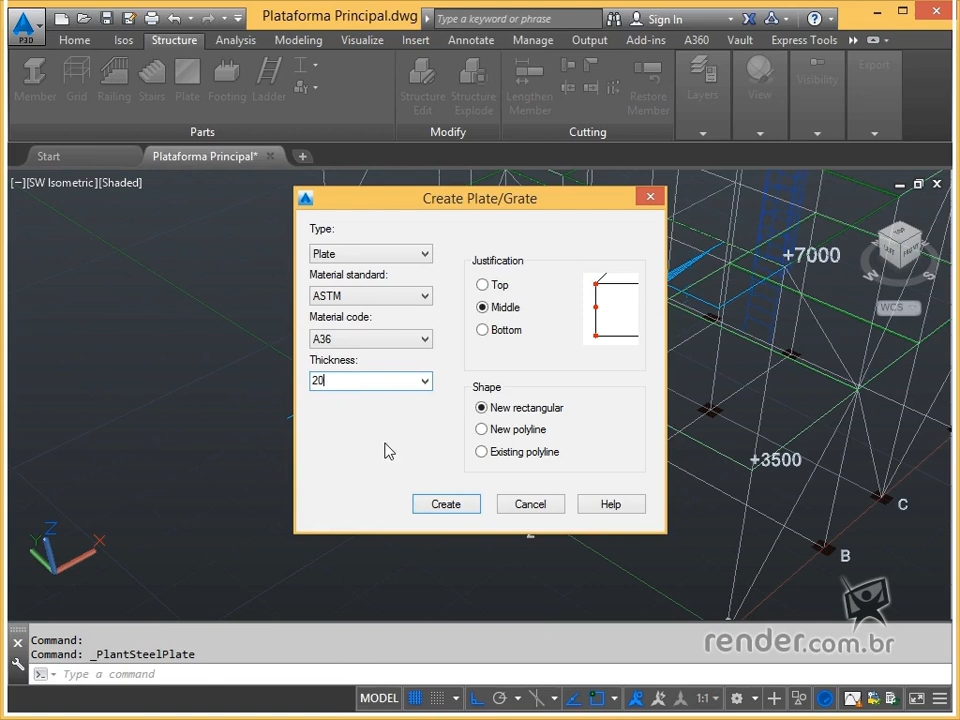 Plataforma Principal.dwg
Type a keyword or phrase
Sign In
P3D
Home Isos Structure Analysis Modeling Visualize Insert Annotate Manage Output Add-ins A360 Vault Express Tools
Member Grid Railing Stairs Plate Footing Ladder
Structure Edit
Structure Explode
Lengthen Member
Restore Member
Layers
View
Visibility
Export
Parts
Modify
Cutting
Start
Plataforma Principal*
[−][SW Isometric][Shaded]
Create Plate/Grate
Type:
Plate
Material standard:
ASTM
Material code:
A36
Thickness:
20
Justification
Top
Middle
Bottom
Shape
New rectangular
New polyline
Existing polyline
Create
Cancel
Help
TOP
LEFT
FRONT
W
S
WCS
+7000
+3500
C
B
Z
Y
X
render.com.br
Command:
Command: _PlantSteelPlate
Type a command
MODEL
1:1